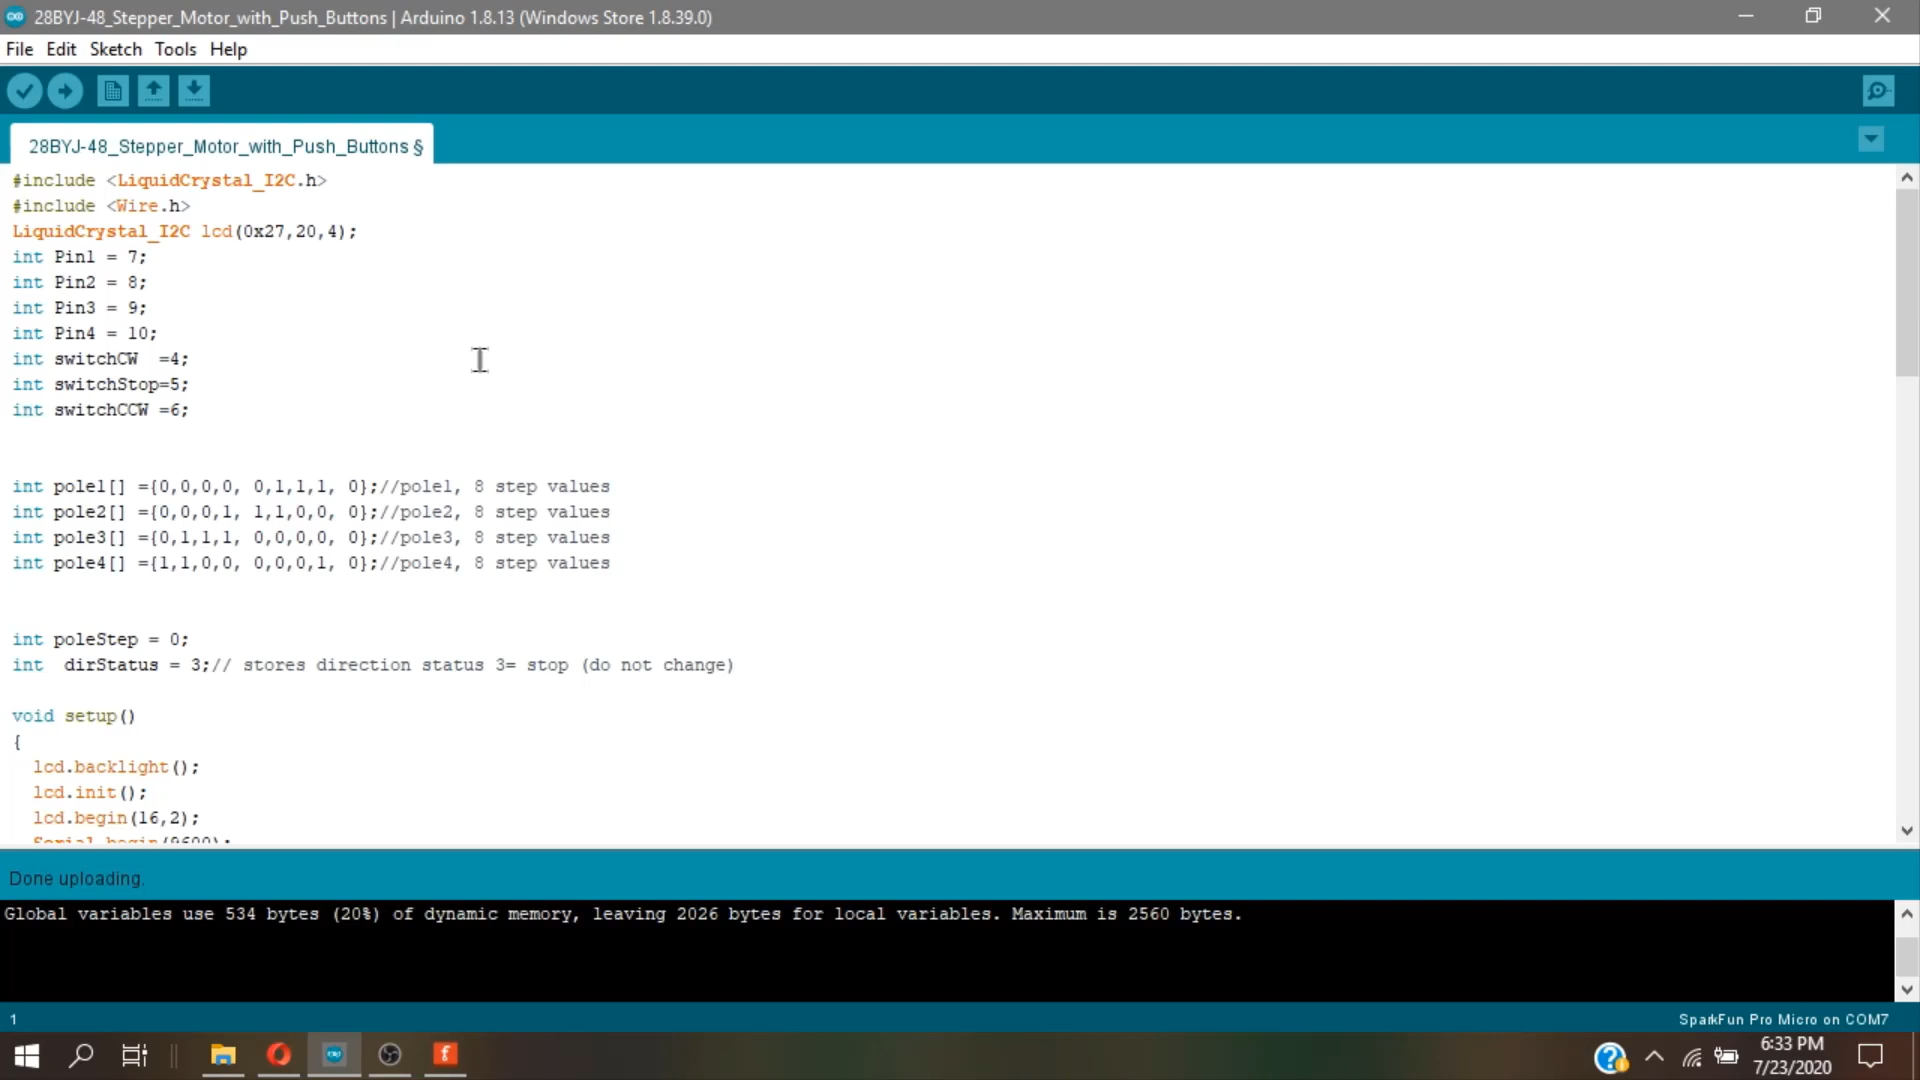 28BYJ-48_Stepper_Motor_with_Push_Buttons | Arduino 1.8.13 (Windows Store 1.8.39.0)
File Edit Sketch Tools Help
28BYJ-48_Stepper_Motor_with_Push_Buttons §
#include <LiquidCrystal_I2C.h>
#include <Wire.h>
LiquidCrystal_I2C lcd(0x27,20,4);
int Pin1 = 7;
int Pin2 = 8;
int Pin3 = 9;
int Pin4 = 10;
int switchCW  =4;
int switchStop=5;
int switchCCW =6;
int pole1[] ={0,0,0,0, 0,1,1,1, 0};//pole1, 8 step values
int pole2[] ={0,0,0,1, 1,1,0,0, 0};//pole2, 8 step values
int pole3[] ={0,1,1,1, 0,0,0,0, 0};//pole3, 8 step values
int pole4[] ={1,1,0,0, 0,0,0,1, 0};//pole4, 8 step values
int poleStep = 0;
int  dirStatus = 3;// stores direction status 3= stop (do not change)
void setup()
{
lcd.backlight();
lcd.init();
lcd.begin(16,2);
Serial.begin(9600);
Done uploading.
Global variables use 534 bytes (20%) of dynamic memory, leaving 2026 bytes for local variables. Maximum is 2560 bytes.
1
SparkFun Pro Micro on COM7
6:33 PM
7/23/2020